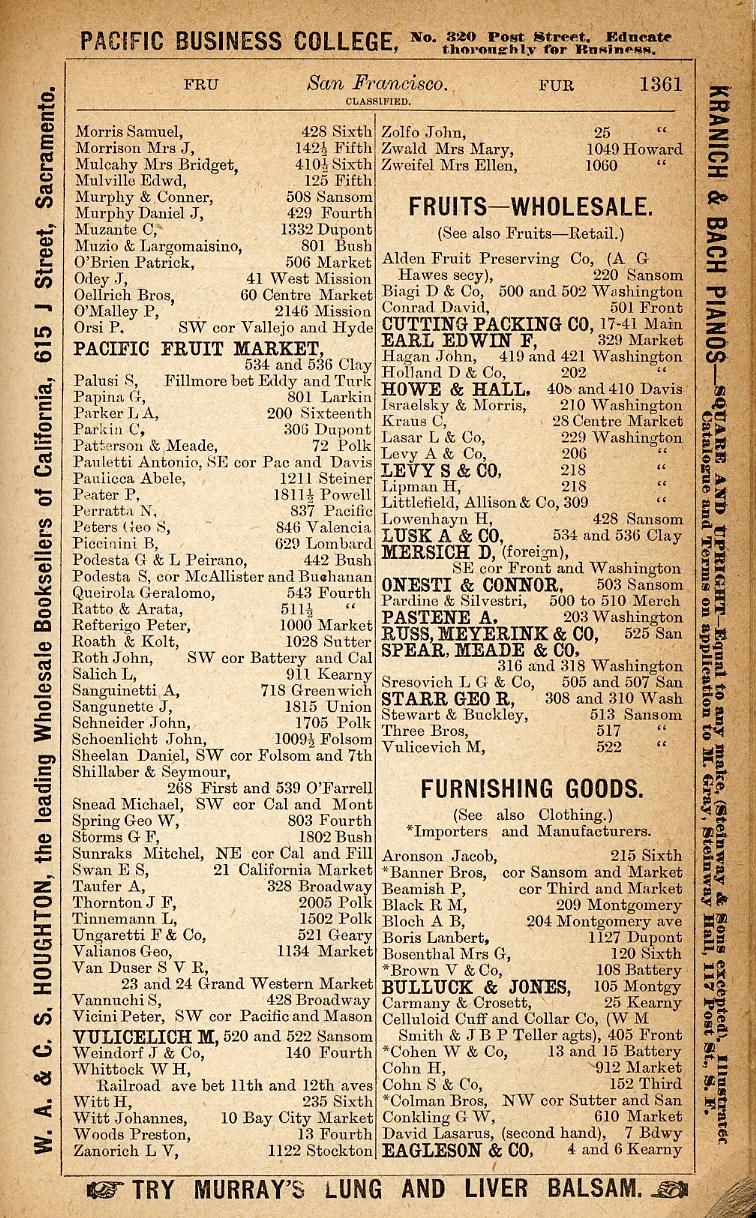 PACIFIC BUSINESS COLLEGE, No. 320 Post Street. Educate
thoroughly for Business.
FRU San Francisco. FUR 1361
CLASSIFIED.
Morris Samuel, 428 Sixth
Morrison Mrs J, 142½ Fifth
Mulcahy Mrs Bridget, 410½ Sixth
Mulville Edwd, 125 Fifth
Murphy & Conner, 508 Sansom
Murphy Daniel J, 429 Fourth
Muzante C, 1332 Dupont
Muzio & Largomaisino, 801 Bush
O'Brien Patrick, 506 Market
Odey J, 41 West Mission
Oellrich Bros, 60 Centre Market
O'Malley P, 2146 Mission
Orsi P. SW cor Vallejo and Hyde
PACIFIC FRUIT MARKET,
534 and 536 Clay
Palusi S, Fillmore bet Eddy and Turk
Papina G, 801 Larkin
Parker L A, 200 Sixteenth
Parkin C, 306 Dupont
Patterson & Meade, 72 Polk
Pauletti Antonio, SE cor Pac and Davis
Paulicca Abele, 1211 Steiner
Peater P, 1811½ Powell
Perratta N, 837 Pacific
Peters Geo S, 846 Valencia
Piccinini B, 629 Lombard
Podesta G & L Peirano, 442 Bush
Podesta S, cor McAllister and Buchanan
Queirola Geralomo, 543 Fourth
Ratto & Arata, 511½ “
Refterigo Peter, 1000 Market
Roath & Kolt, 1028 Sutter
Roth John, SW cor Battery and Cal
Salich L, 911 Kearny
Sanguinetti A, 718 Greenwich
Sangunette J, 1815 Union
Schneider John, 1705 Polk
Schoenlicht John, 1009½ Folsom
Sheelan Daniel, SW cor Folsom and 7th
Shillaber & Seymour,
268 First and 539 O'Farrell
Snead Michael, SW cor Cal and Mont
Spring Geo W, 803 Fourth
Storms G F, 1802 Bush
Sunraks Mitchel, NE cor Cal and Fill
Swan E S, 21 California Market
Taufer A, 328 Broadway
Thornton J F, 2005 Polk
Tinnemann L, 1502 Polk
Ungaretti F & Co, 521 Geary
Valianos Geo, 1134 Market
Van Duser S V R,
23 and 24 Grand Western Market
Vannuchi S, 428 Broadway
Vicini Peter, SW cor Pacific and Mason
VULICELICH M, 520 and 522 Sansom
Weindorf J & Co, 140 Fourth
Whittock W H,
Railroad ave bet 11th and 12th aves
Witt H, 235 Sixth
Witt Johannes, 10 Bay City Market
Woods Preston, 13 Fourth
Zanorich L V, 1122 Stockton
Zolfo John, 25 “
Zwald Mrs Mary, 1049 Howard
Zweifel Mrs Ellen, 1060 “
FRUITS—WHOLESALE.
(See also Fruits—Retail.)
Alden Fruit Preserving Co, (A G
Hawes secy), 220 Sansom
Biagi D & Co, 500 and 502 Washington
Conrad David, 501 Front
CUTTING PACKING CO, 17-41 Main
EARL EDWIN F, 329 Market
Hagan John, 419 and 421 Washington
Holland D & Co, 202 “
HOWE & HALL, 408 and 410 Davis
Israelsky & Morris, 210 Washington
Kraus C, 28 Centre Market
Lasar L & Co, 229 Washington
Levy A & Co, 206 “
LEVY S & CO, 218 “
Lipman H, 218 “
Littlefield, Allison & Co, 309 “
Lowenhayn H, 428 Sansom
LUSK A & CO, 534 and 536 Clay
MERSICH D, (foreign),
SE cor Front and Washington
ONESTI & CONNOR, 503 Sansom
Pardine & Silvestri, 500 to 510 Merch
PASTENE A. 203 Washington
RUSS, MEYERINK & CO, 525 San
SPEAR, MEADE & CO.
316 and 318 Washington
Sresovich L G & Co, 505 and 507 San
STARR GEO R, 308 and 310 Wash
Stewart & Buckley, 513 Sansom
Three Bros, 517 “
Vulicevich M, 522 “
FURNISHING GOODS.
(See also Clothing.)
*Importers and Manufacturers.
Aronson Jacob, 215 Sixth
*Banner Bros, cor Sansom and Market
Beamish P, cor Third and Market
Black R M, 209 Montgomery
Bloch A B, 204 Montgomery ave
Boris Lanbert, 1127 Dupont
Bosenthal Mrs G, 120 Sixth
*Brown V & Co, 108 Battery
BULLUCK & JONES, 105 Montgy
Carmany & Crosett, 25 Kearny
Celluloid Cuff and Collar Co, (W M
Smith & J B P Teller agts), 405 Front
*Cohen W & Co, 13 and 15 Battery
Cohn H, 912 Market
Cohn S & Co, 152 Third
*Colman Bros, NW cor Sutter and San
Conkling G W, 610 Market
David Lasarus, (second hand), 7 Bdwy
EAGLESON & CO, 4 and 6 Kearny
TRY MURRAY'S LUNG AND LIVER BALSAM.
W. A. & C. S. HOUGHTON, the leading Wholesale Booksellers of California, 615 J Street, Sacramento.
KRANICH & BACH PIANOS—SQUARE AND UPRIGHT—Equal to any make, (Steinway & Sons excepted). Illustrated
Catalogue and Terms on application to M. Gray, Steinway Hall, 117 Post St., S. F.